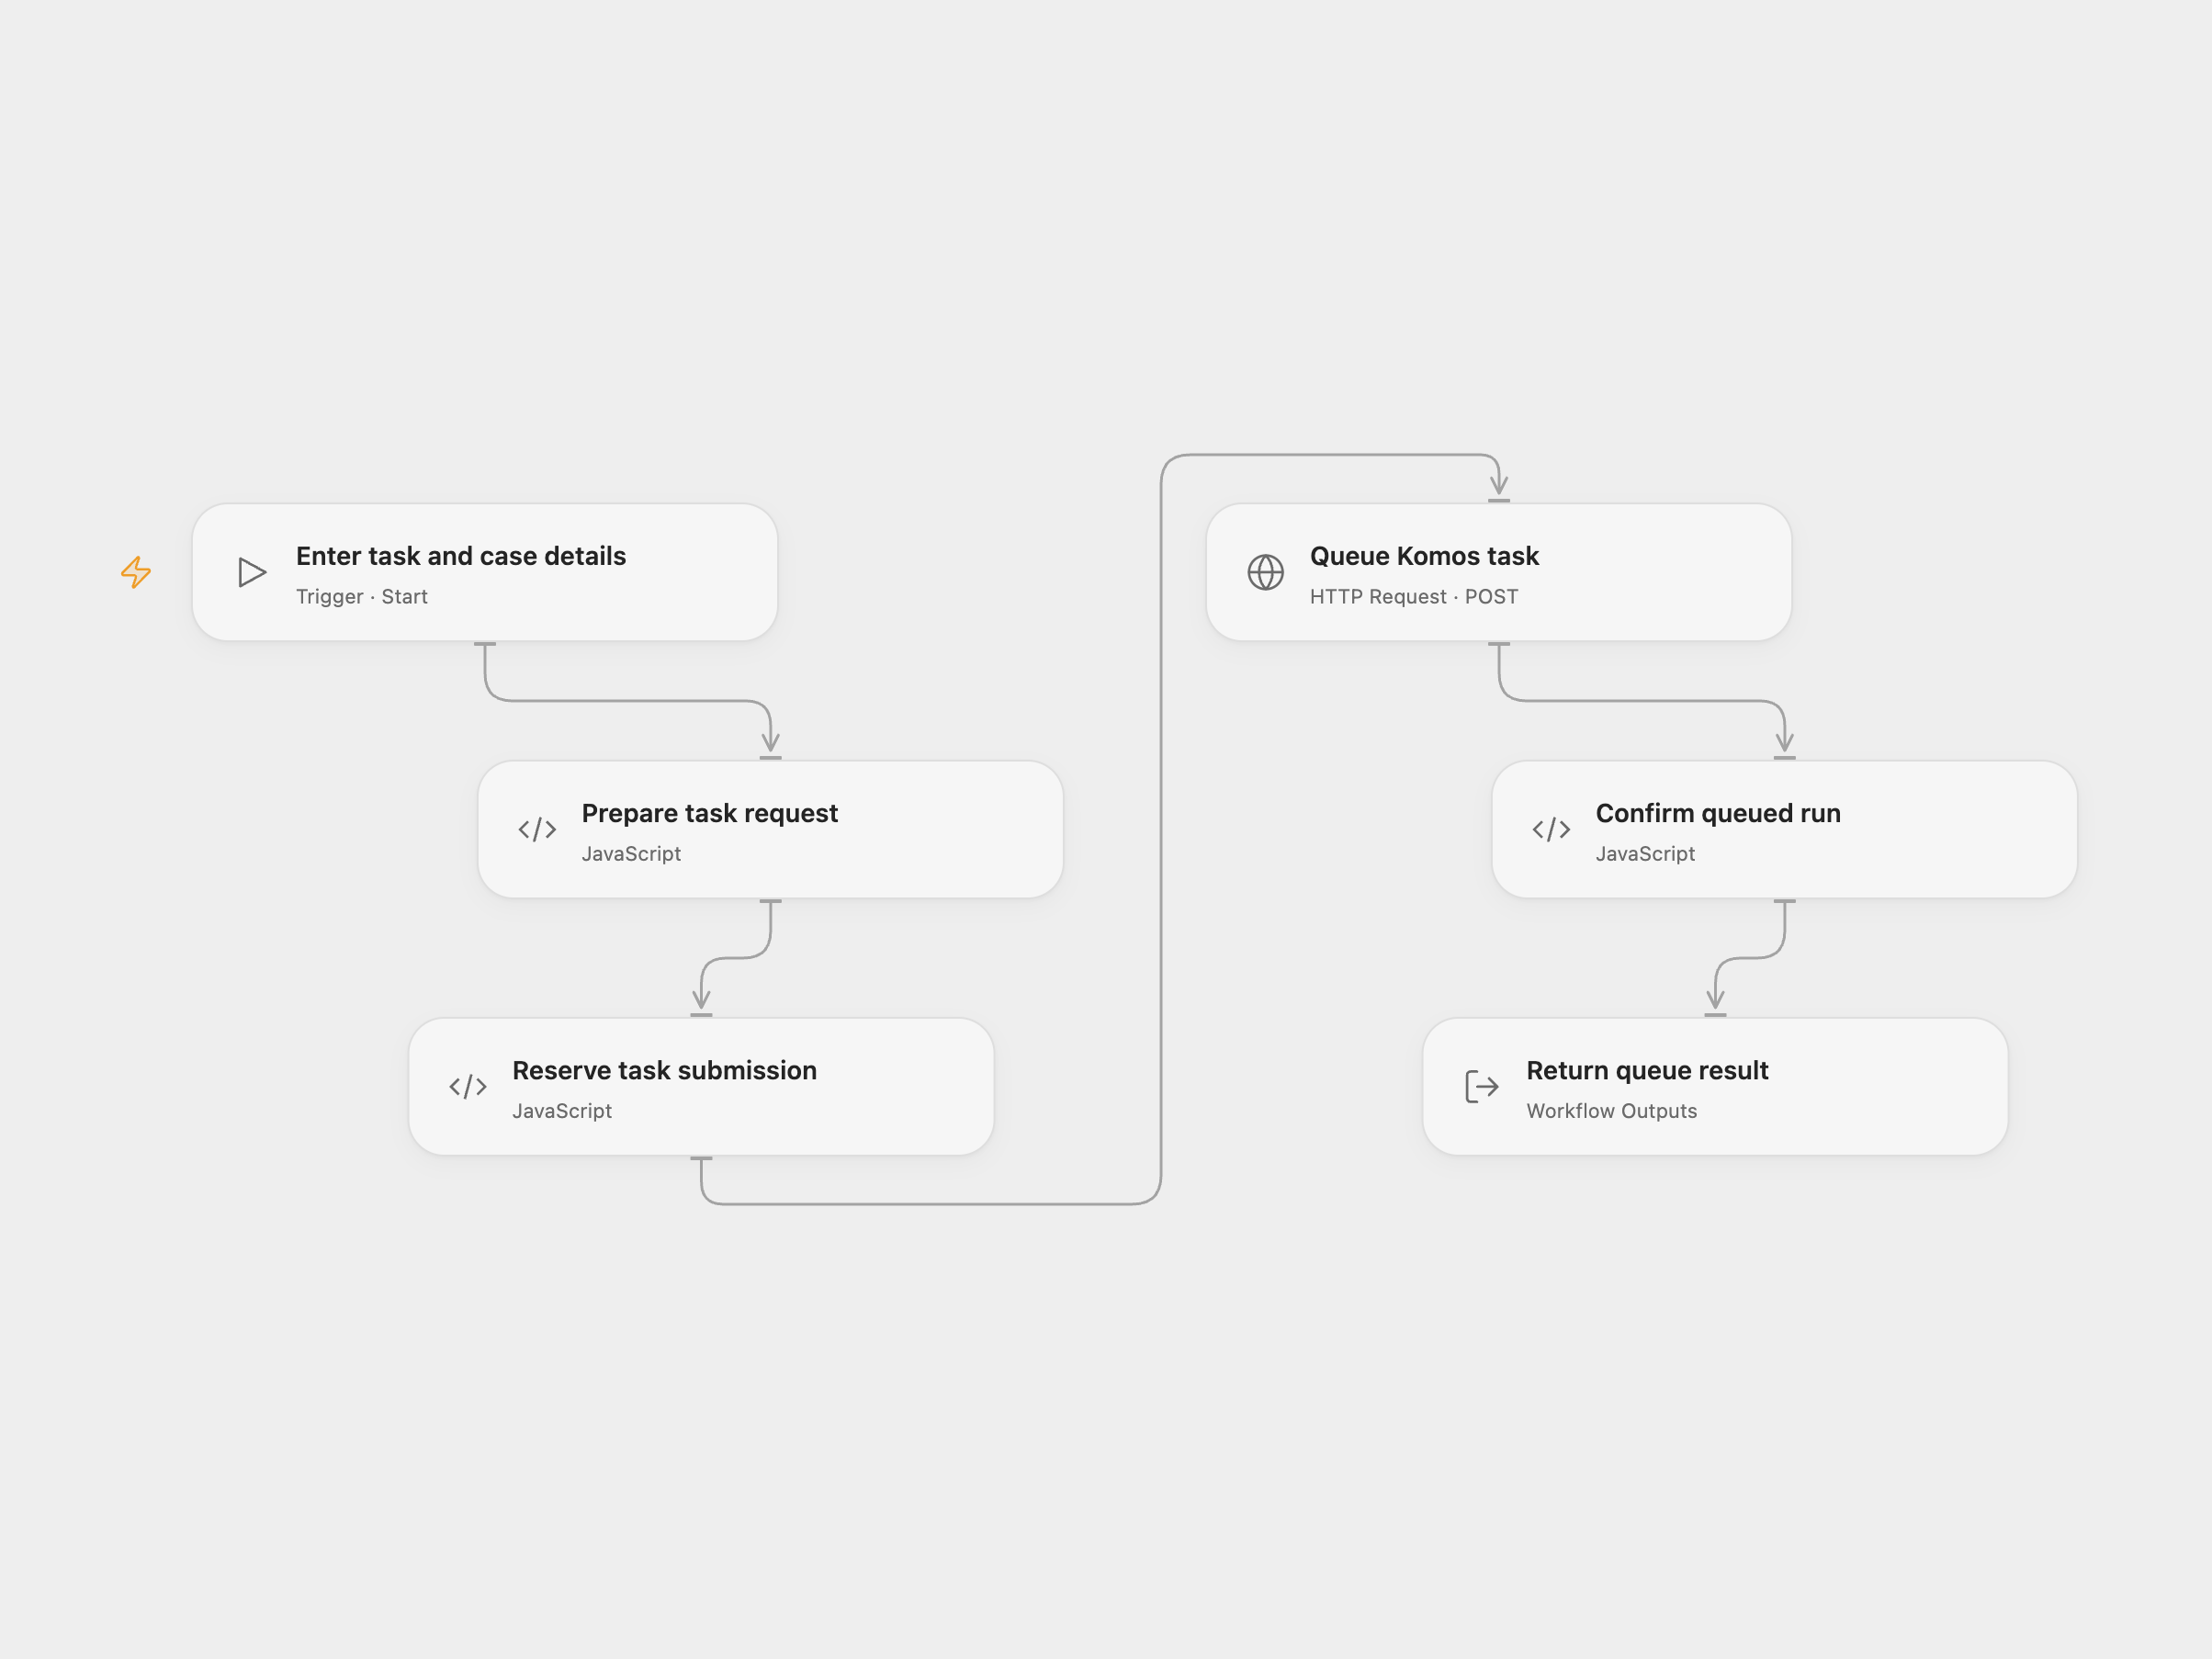 Enter task and case details
Trigger · Start
Prepare task request
JavaScript
Reserve task submission
JavaScript
Queue Komos task
HTTP Request · POST
Confirm queued run
JavaScript
Return queue result
Workflow Outputs